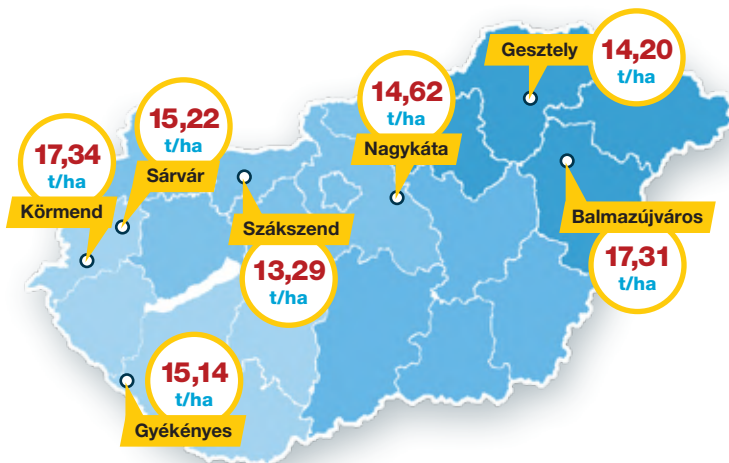 Gesztely
14,20
t/ha
14,62
t/ha
Nagykáta
15,22
t/ha
Sárvár
17,34
t/ha
Körmend
Szákszend
13,29
t/ha
Balmazújváros
17,31
t/ha
15,14
t/ha
Gyékényes